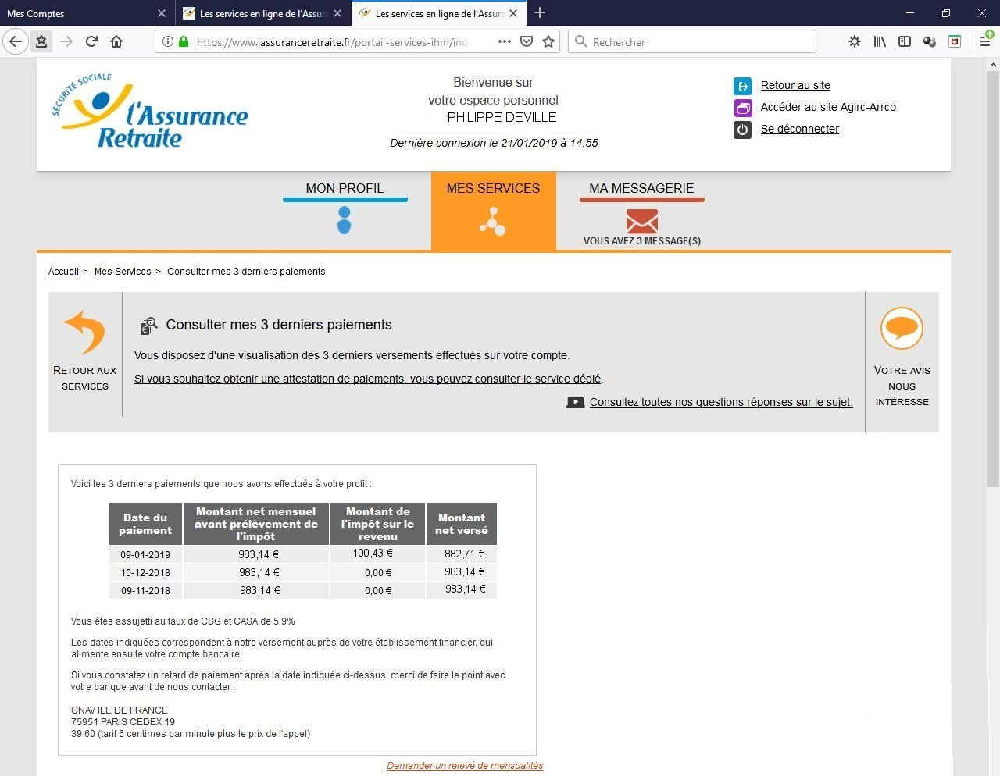 Mes Comptes
Les services en ligne de l'Assura
Les services en ligne de l'Assura
https://www.lassuranceretraite.fr/portail-services-ihm/ind
Rechercher
SÉCURITÉ SOCIALE
l'Assurance
Retraite
Bienvenue sur
votre espace personnel
PHILIPPE DEVILLE
Dernière connexion le 21/01/2019 à 14:55
Retour au site
Accéder au site Agirc-Arrco
Se déconnecter
MON PROFIL
MES SERVICES
MA MESSAGERIE
VOUS AVEZ 3 MESSAGE(S)
Accueil > Mes Services > Consulter mes 3 derniers paiements
RETOUR AUX
SERVICES
Consulter mes 3 derniers paiements
Vous disposez d'une visualisation des 3 derniers versements effectués sur votre compte.
Si vous souhaitez obtenir une attestation de paiements, vous pouvez consulter le service dédié.
Consultez toutes nos questions réponses sur le sujet.
VOTRE AVIS
NOUS
INTÉRESSE
Voici les 3 derniers paiements que nous avons effectués à votre profit :
Date du
paiement
Montant net mensuel
avant prélèvement de
l'impôt
Montant de
l'impôt sur le
revenu
Montant
net versé
09-01-2019 983,14 € 100,43 € 882,71 €
10-12-2018 983,14 € 0,00 € 983,14 €
09-11-2018 983,14 € 0,00 € 983,14 €
Vous êtes assujetti au taux de CSG et CASA de 5.9%
Les dates indiquées correspondent à notre versement auprès de votre établissement financier, qui
alimente ensuite votre compte bancaire.
Si vous constatez un retard de paiement après la date indiquée ci-dessus, merci de faire le point avec
votre banque avant de nous contacter :
CNAV ILE DE FRANCE
75951 PARIS CEDEX 19
39 60 (tarif 6 centimes par minute plus le prix de l'appel)
Demander un relevé de mensualités